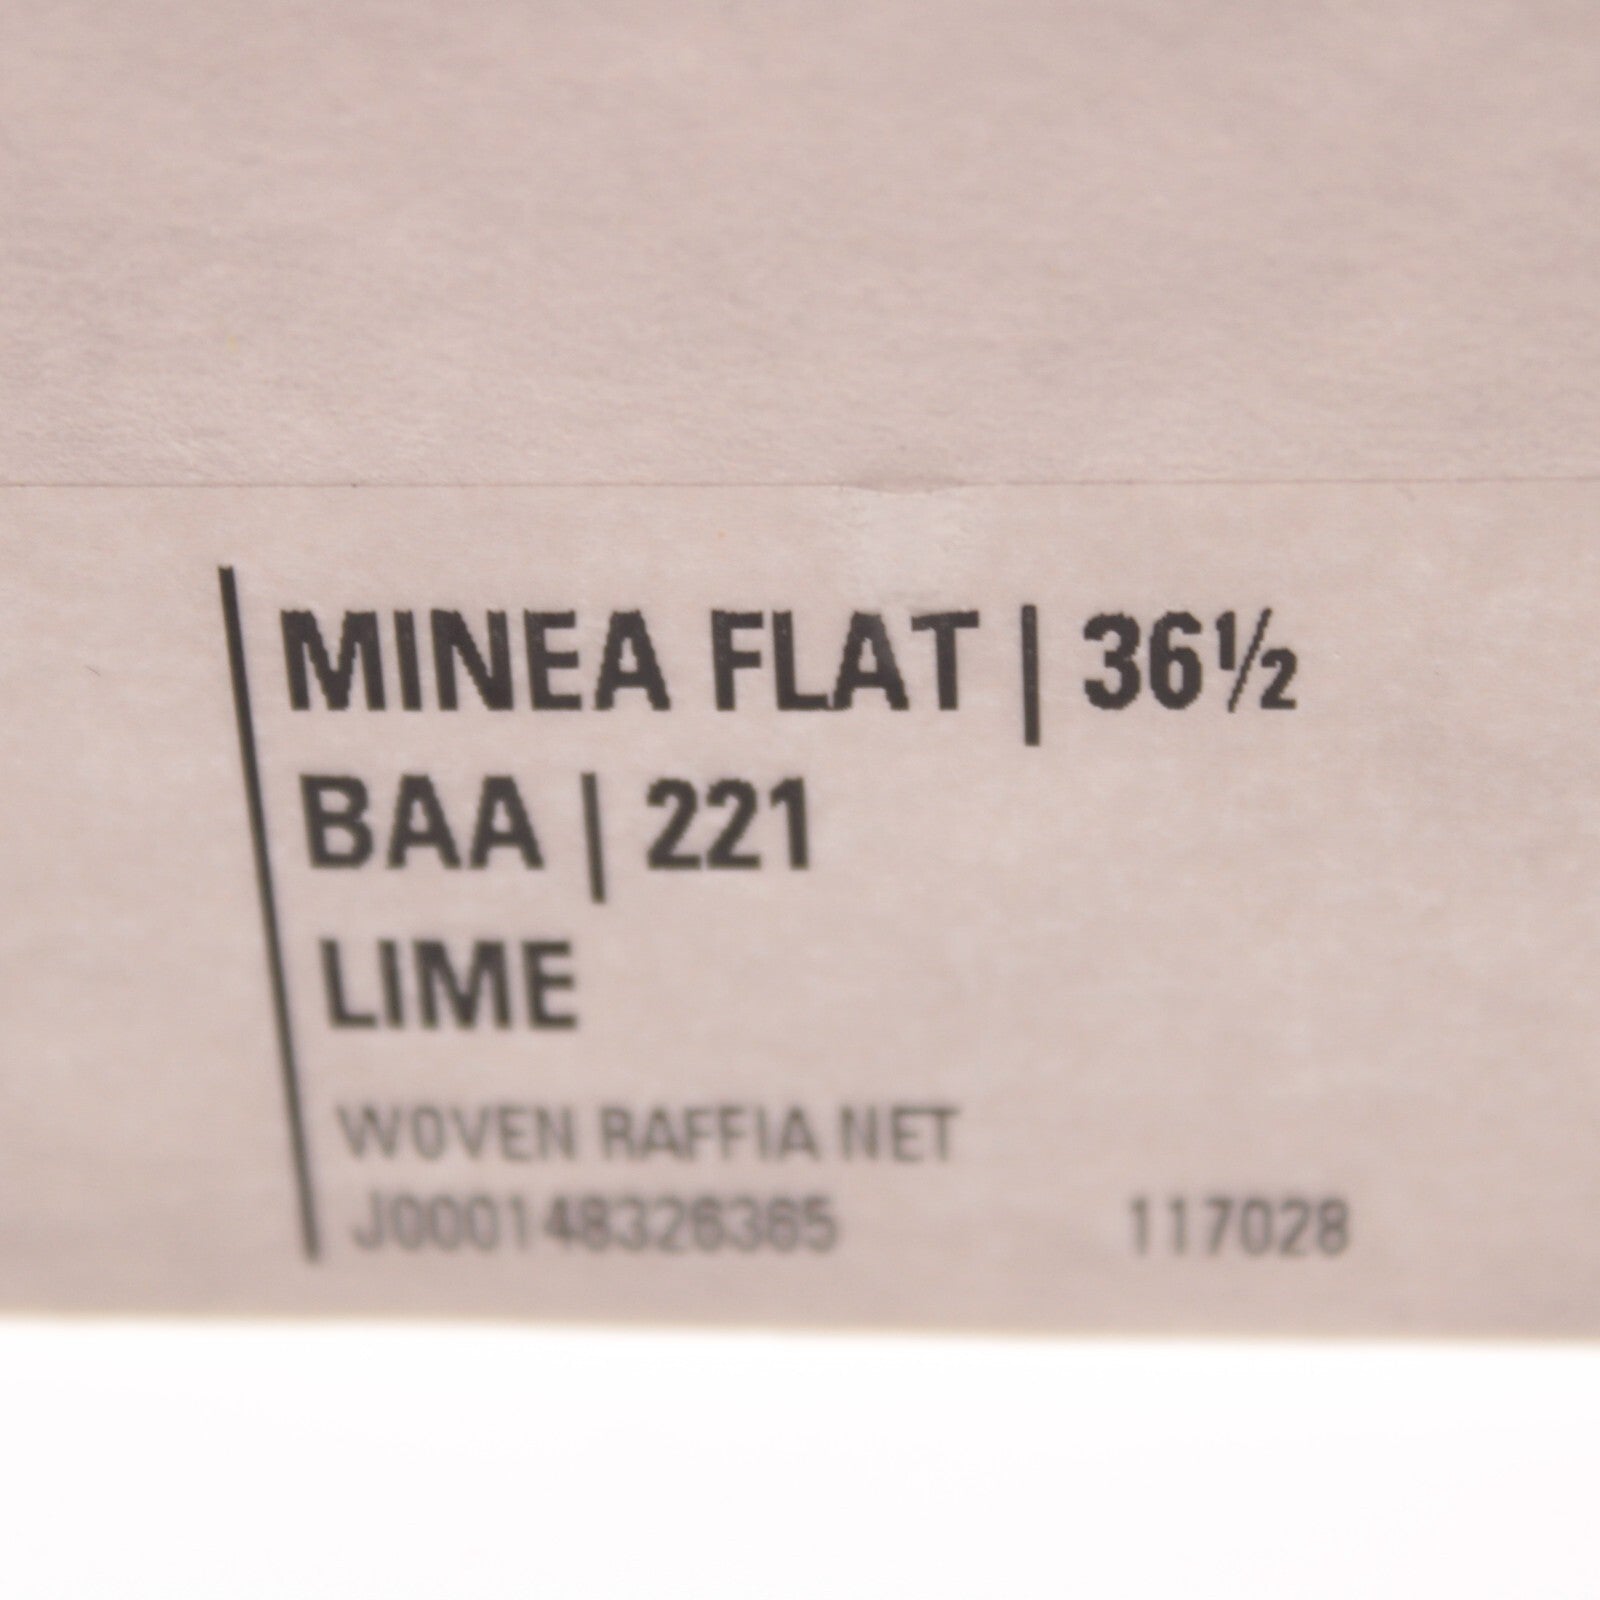 MINEA FLAT | 36½
BAA | 221
LIME
WOVEN RAFFIA NET
J000148326365 117028